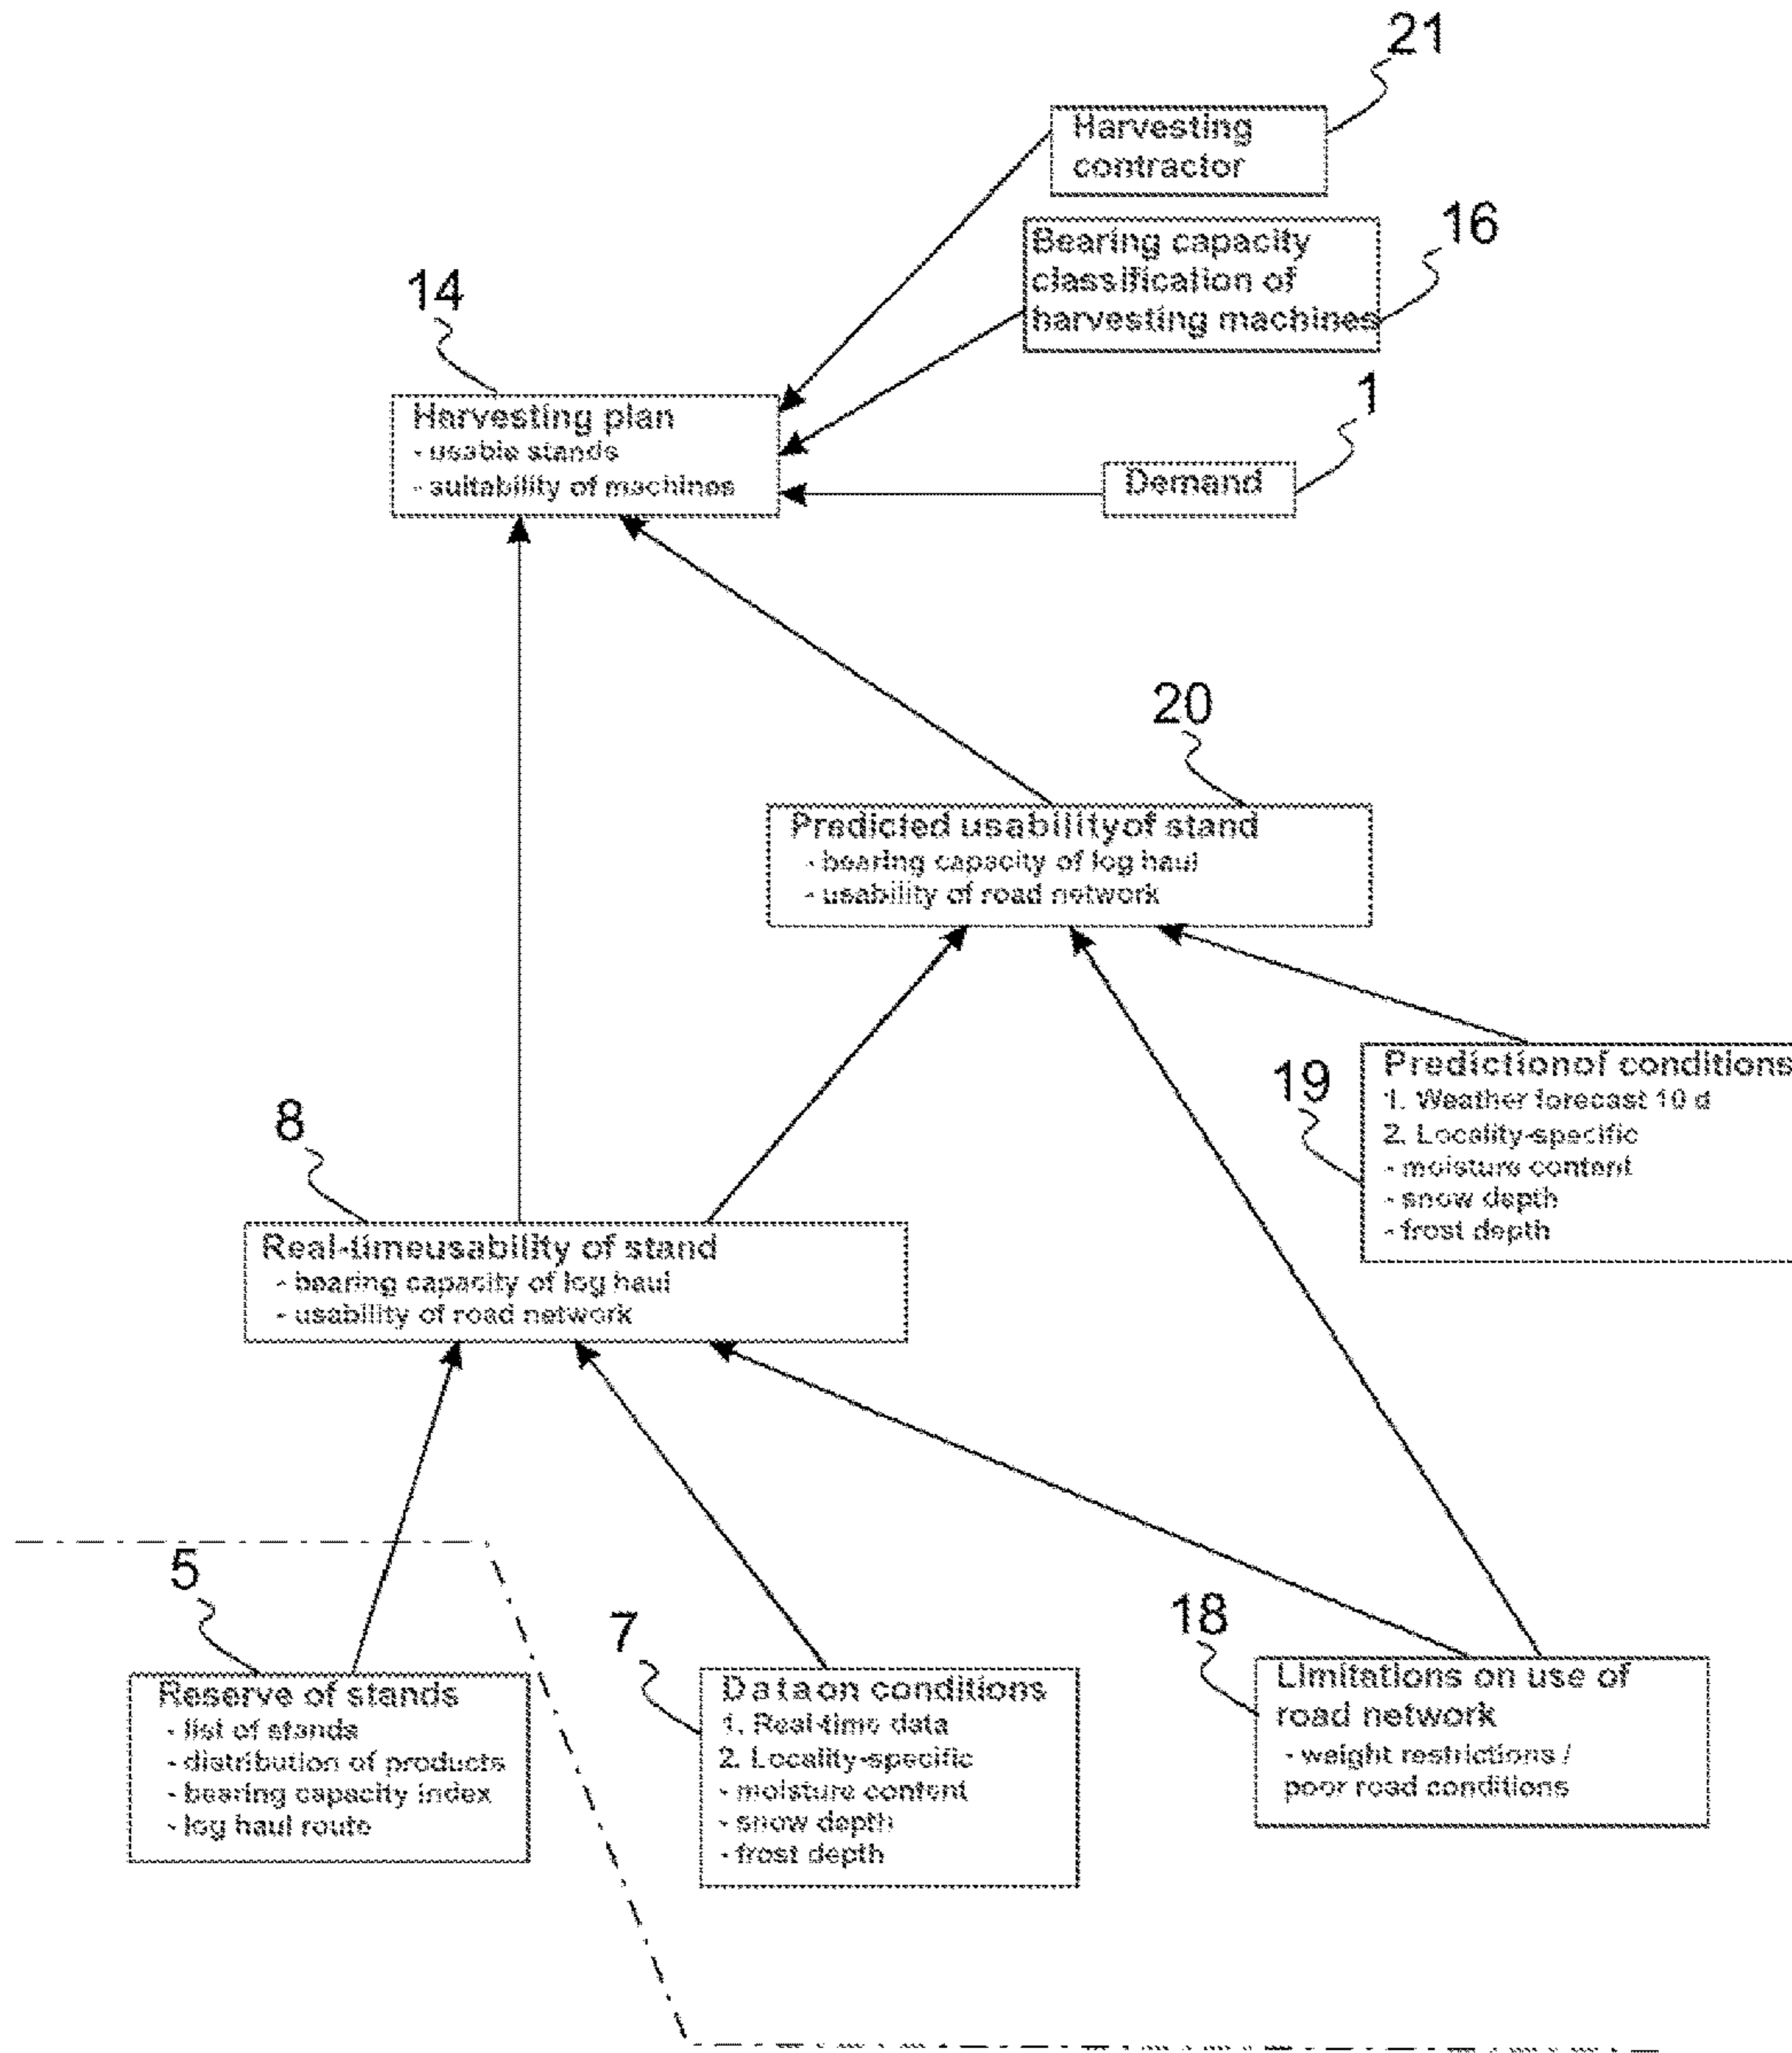 21
Harvesting
contractor
16
Bearing capacity
classification of
harvesting machines
14
Harvesting plan
- usable stands
- suitability of machines
1
Demand
20
Predicted usabilityof stand
- bearing capacity of log haul
- usability of road network
19
Predictionof conditions
1. Weather forecast 10 d
2. Locality-specific
- moisture content
- snow depth
- frost depth
8
Real-timeusability of stand
- bearing capacity of log haul
- usability of road network
5
Reserve of stands
- list of stands
- distribution of products
- bearing capacity index
- log haul route
7
Dataon conditions
1. Real-time data
2. Locality-specific
- moisture content
- snow depth
- frost depth
18
Limitations on use of
road network
- weight restrictions /
poor road conditions